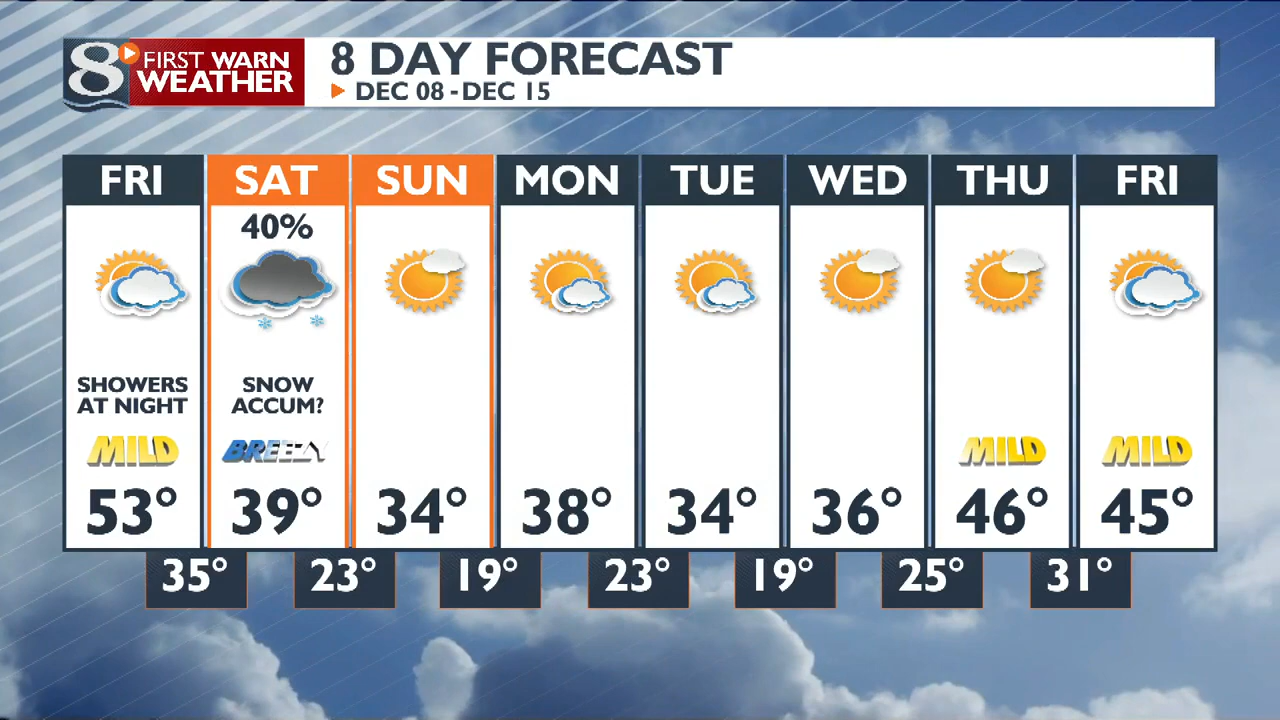 8
FIRST WARN
WEATHER
8 DAY FORECAST
DEC 08 - DEC 15
FRI
SAT
SUN
MON
TUE
WED
THU
FRI
40%
SHOWERS
AT NIGHT
SNOW
ACCUM?
MILD
BREEZY
MILD
MILD
53°
39°
34°
38°
34°
36°
46°
45°
35°
23°
19°
23°
19°
25°
31°